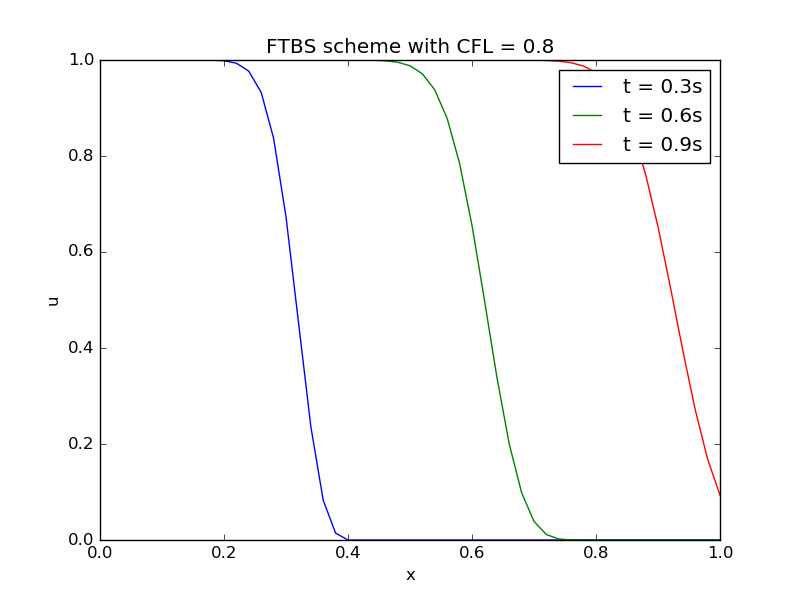 FTBS scheme with CFL = 0.8
t = 0.3s
t = 0.6s
t = 0.9s
1.0
0.8
0.6
0.4
0.2
0.0
u
0.0 0.2 0.4 0.6 0.8 1.0
x